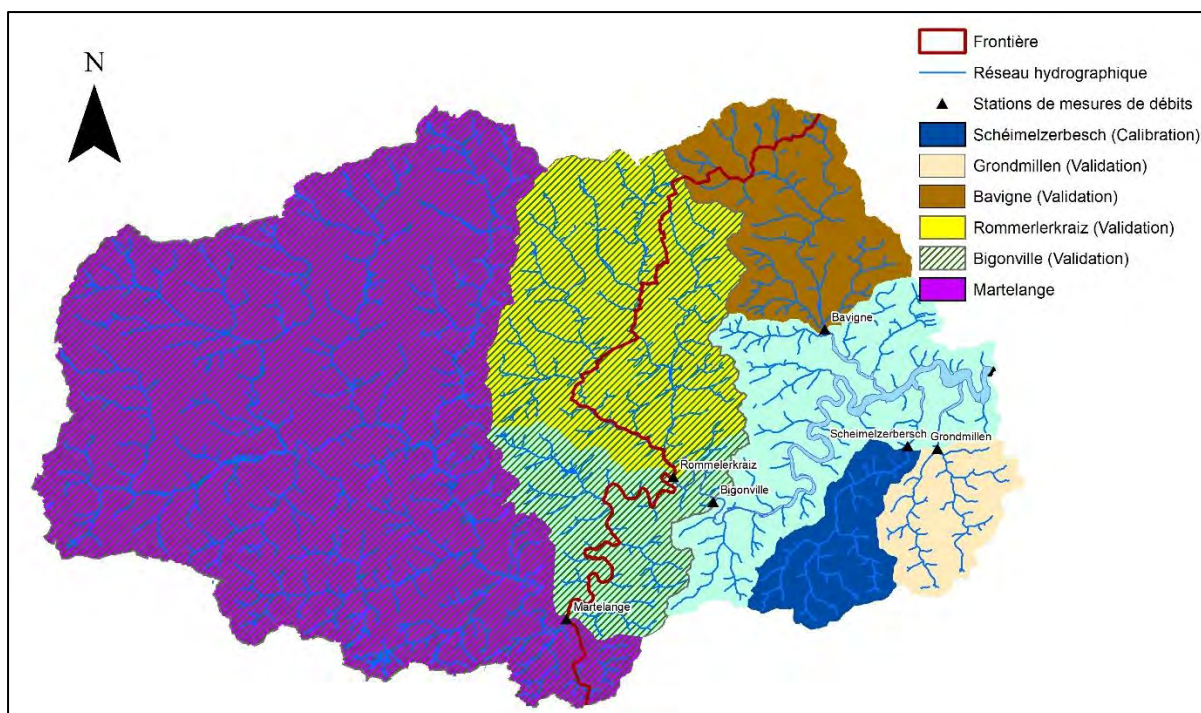 N
Frontière
Réseau hydrographique
Stations de mesures de débits
Schéimelzerbesch (Calibration)
Grondmillen (Validation)
Bavigne (Validation)
Rommerlerkraiz (Validation)
Bigonville (Validation)
Martelange
Bavigne
Scheimelzerbersch
Grondmillen
Rommelerkraiz
Bigonville
Martelange